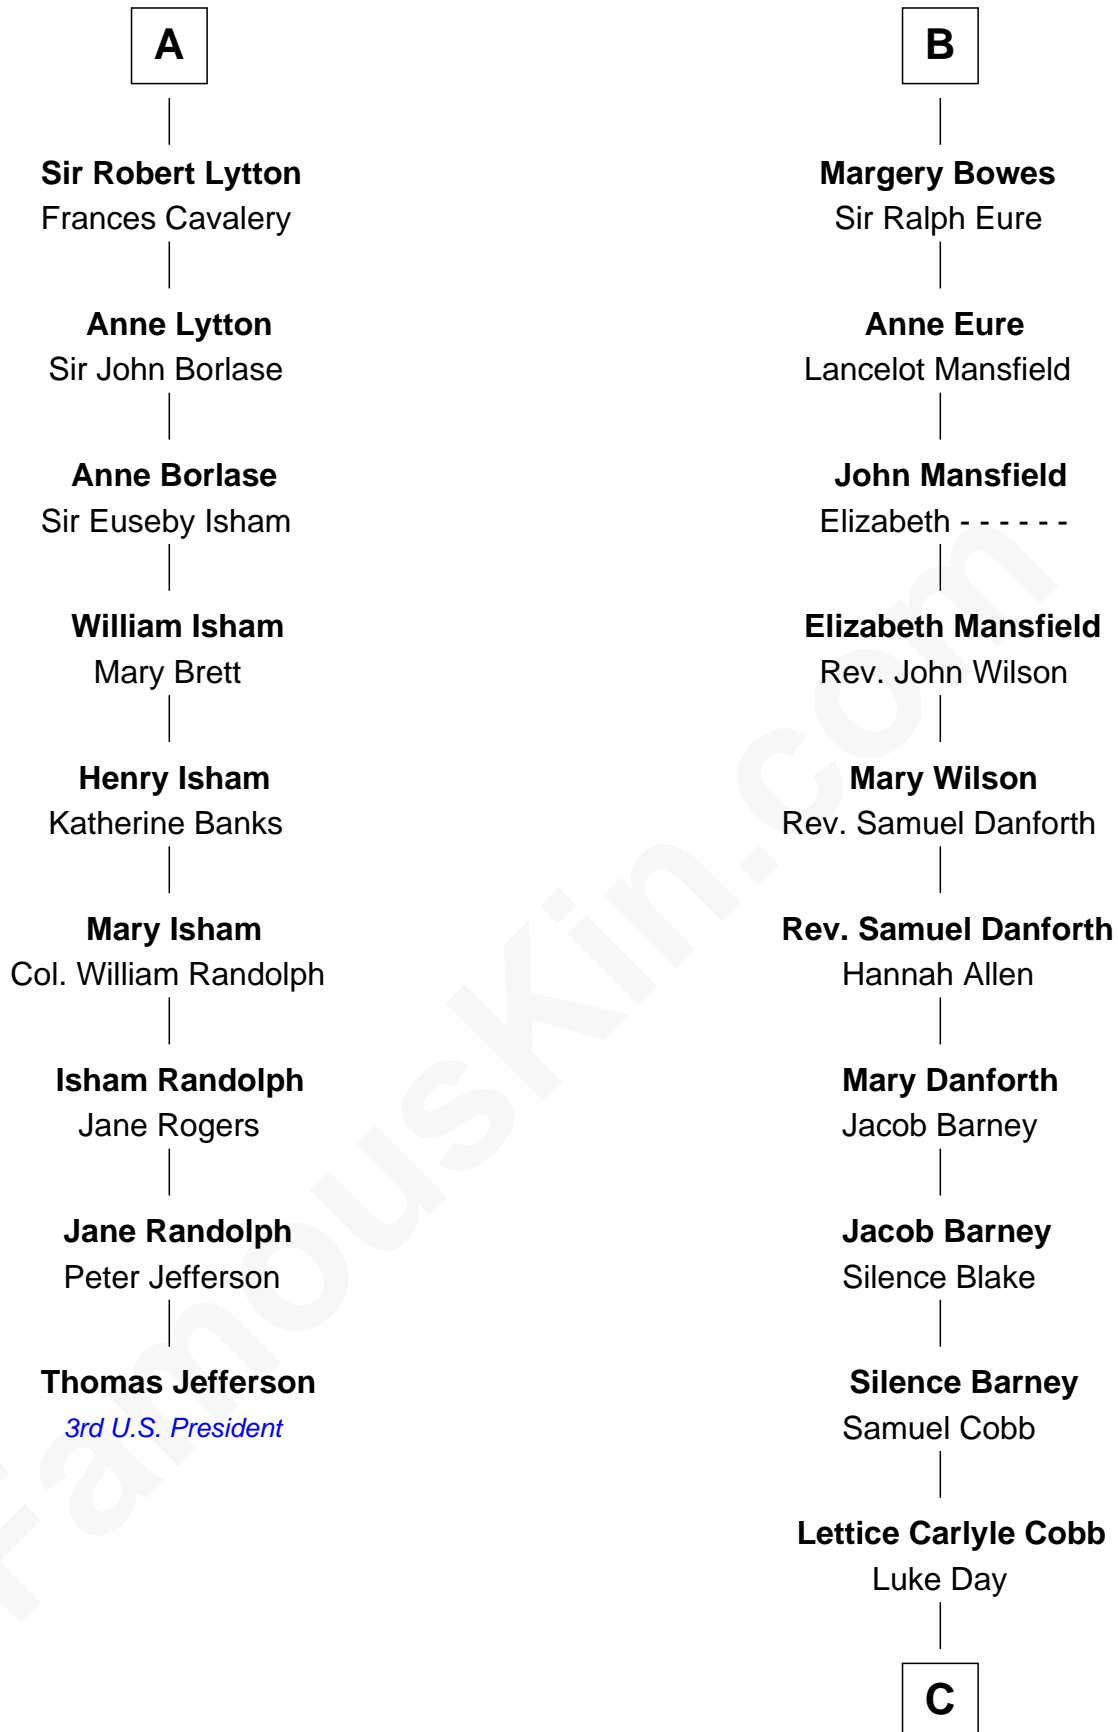 A
Sir Robert Lytton
Frances Cavalery
Anne Lytton
Sir John Borlase
Anne Borlase
Sir Euseby Isham
William Isham
Mary Brett
Henry Isham
Katherine Banks
Mary Isham
Col. William Randolph
Isham Randolph
Jane Rogers
Jane Randolph
Peter Jefferson
Thomas Jefferson
3rd U.S. President
B
Margery Bowes
Sir Ralph Eure
Anne Eure
Lancelot Mansfield
John Mansfield
Elizabeth - - - - - -
Elizabeth Mansfield
Rev. John Wilson
Mary Wilson
Rev. Samuel Danforth
Rev. Samuel Danforth
Hannah Allen
Mary Danforth
Jacob Barney
Jacob Barney
Silence Blake
Silence Barney
Samuel Cobb
Lettice Carlyle Cobb
Luke Day
C
FamousKin.com